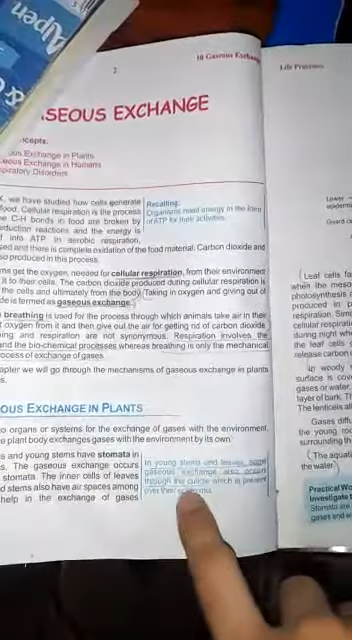 Alpen
&
2
10 Gaseous Exchange
SEOUS EXCHANGE
cepts:
ous Exchange in Plants
eous Exchange in Humans
spiratory Disorders
, we have studied how cells generate
food. Cellular respiration is the process
e C-H bonds in food are broken by
eduction reactions and the energy is
d into ATP. In aerobic respiration,
sed and there is complete oxidation of the food material. Carbon dioxide and
so produced in this process.
Recalling:
Organisms need energy in the form
of ATP for their activities.
ms get the oxygen, needed for cellular respiration, from their environment
it to their cells. The carbon dioxide produced during cellular respiration is
the cells and ultimately from the body. Taking in oxygen and giving out of
de is termed as gaseous exchange.
breathing is used for the process through which animals take air in their
t oxygen from it and then give out the air for getting rid of carbon dioxide.
ing and respiration are not synonymous. Respiration involves the
and the bio-chemical processes whereas breathing is only the mechanical
ocess of exchange of gases.
apter we will go through the mechanisms of gaseous exchange in plants
s.
OUS EXCHANGE IN PLANTS
o organs or systems for the exchange of gases with the environment.
e plant body exchanges gases with the environment by its own.
s and young stems have stomata in
s. The gaseous exchange occurs
stomata. The inner cells of leaves
d stems also have air spaces among
help in the exchange of gases
In young stems and leaves, some
gaseous exchange also occurs
through the cuticle which is present
over their epidermis.
Life Processes
Lower
epidermis
Guard c
Leaf cells fa
when the meso
photosynthesis a
produced in p
respiration. Sim
cellular respirati
during night whe
the leaf cells
release carbon
In woody
surface is cov
gases or water.
layer of bark. Th
The lenticels all
Gases diff
the young roo
surrounding th
The aquati
the water.
Practical Wo
Investigate t
Stomata are
gases and w